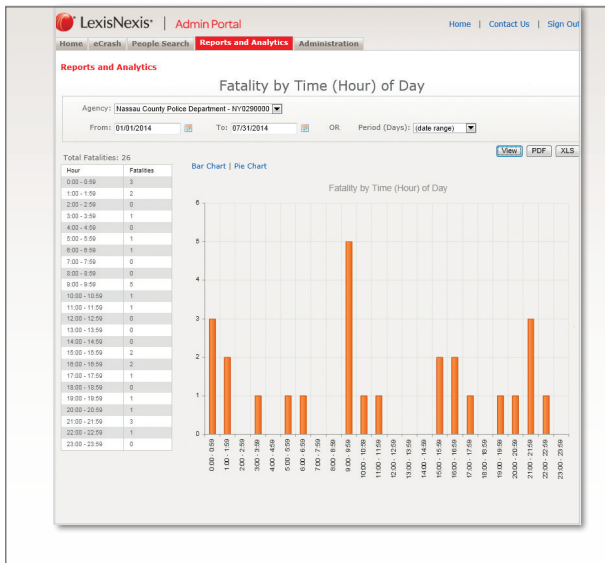 LexisNexis® | Admin Portal
Home | Contact Us | Sign Out
Home eCrash People Search Reports and Analytics Administration
Reports and Analytics
Fatality by Time (Hour) of Day
Agency: Nassau County Police Department - NY0290000
From: 01/01/2014 To: 07/31/2014 OR Period (Days): (date range)
View PDF XLS
Total Fatalities: 26
Bar Chart | Pie Chart
Hour Fatalities
0:00 - 0:59 3
1:00 - 1:59 2
2:00 - 2:59 0
3:00 - 3:59 1
4:00 - 4:59 0
5:00 - 5:59 1
6:00 - 6:59 1
7:00 - 7:59 0
8:00 - 8:59 0
9:00 - 9:59 5
10:00 - 10:59 1
11:00 - 11:59 1
12:00 - 12:59 0
13:00 - 13:59 0
14:00 - 14:59 0
15:00 - 15:59 2
16:00 - 16:59 2
17:00 - 17:59 1
18:00 - 18:59 0
19:00 - 19:59 1
20:00 - 20:59 1
21:00 - 21:59 3
22:00 - 22:59 1
23:00 - 23:59 0
Fatality by Time (Hour) of Day
6
5
4
3
2
1
0
0:00 - 0:59
1:00 - 1:59
2:00 - 2:59
3:00 - 3:59
4:00 - 4:59
5:00 - 5:59
6:00 - 6:59
7:00 - 7:59
8:00 - 8:59
9:00 - 9:59
10:00 - 10:59
11:00 - 11:59
12:00 - 12:59
13:00 - 13:59
14:00 - 14:59
15:00 - 15:59
16:00 - 16:59
17:00 - 17:59
18:00 - 18:59
19:00 - 19:59
20:00 - 20:59
21:00 - 21:59
22:00 - 22:59
23:00 - 23:59